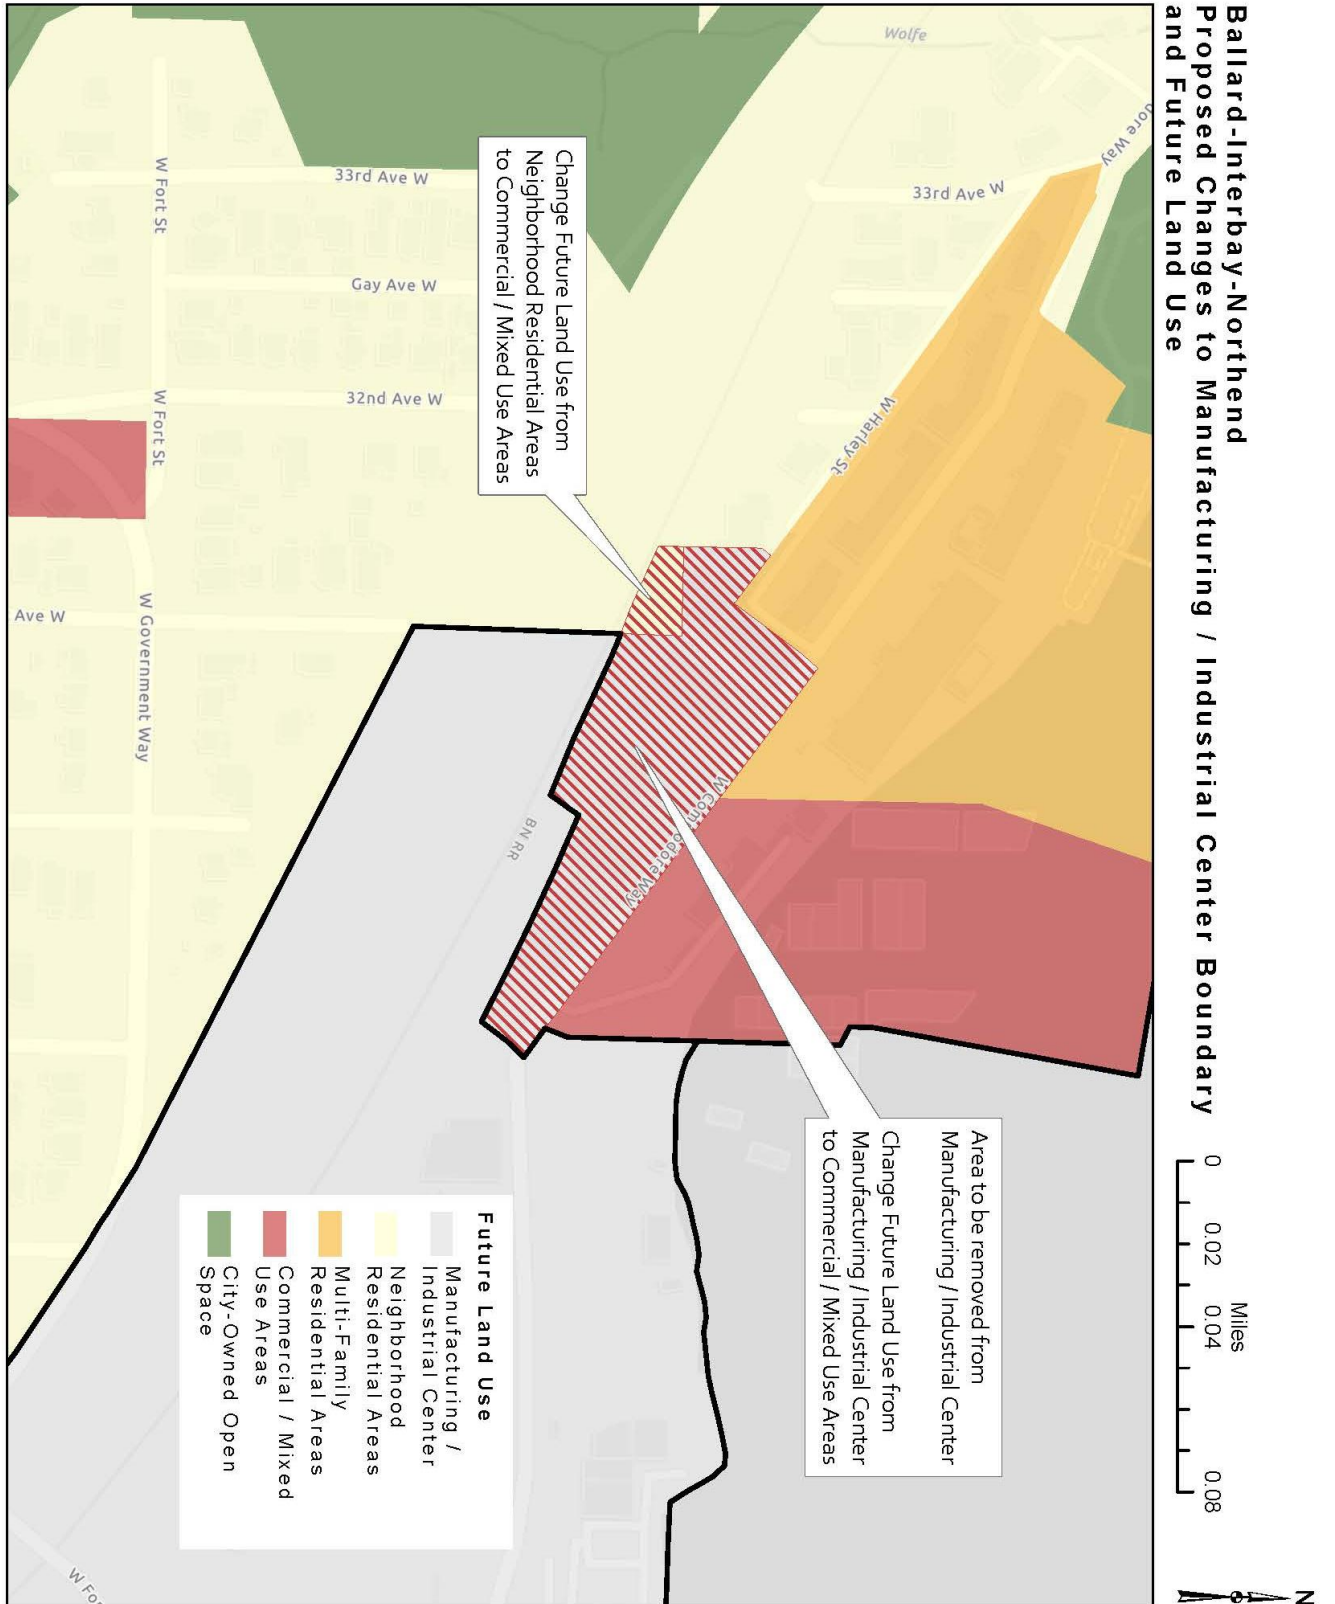 Ballard-Interbay-Northend
Proposed Changes to Manufacturing / Industrial Center Boundary
and Future Land Use
0
0.02
0.04
0.08
Miles
N
Wolfe
dore Way
33rd Ave W
33rd Ave W
W Fort St
Gay Ave W
32nd Ave W
W Fort St
W Harley St
Change Future Land Use from
Neighborhood Residential Areas
to Commercial / Mixed Use Areas
Ave W
W Government Way
W Com
odore Way
BN RR
Area to be removed from
Manufacturing / Industrial Center
Change Future Land Use from
Manufacturing / Industrial Center
to Commercial / Mixed Use Areas
Future Land Use
Manufacturing /
Industrial Center
Neighborhood
Residential Areas
Multi-Family
Residential Areas
Commercial / Mixed
Use Areas
City-Owned Open
Space
W For